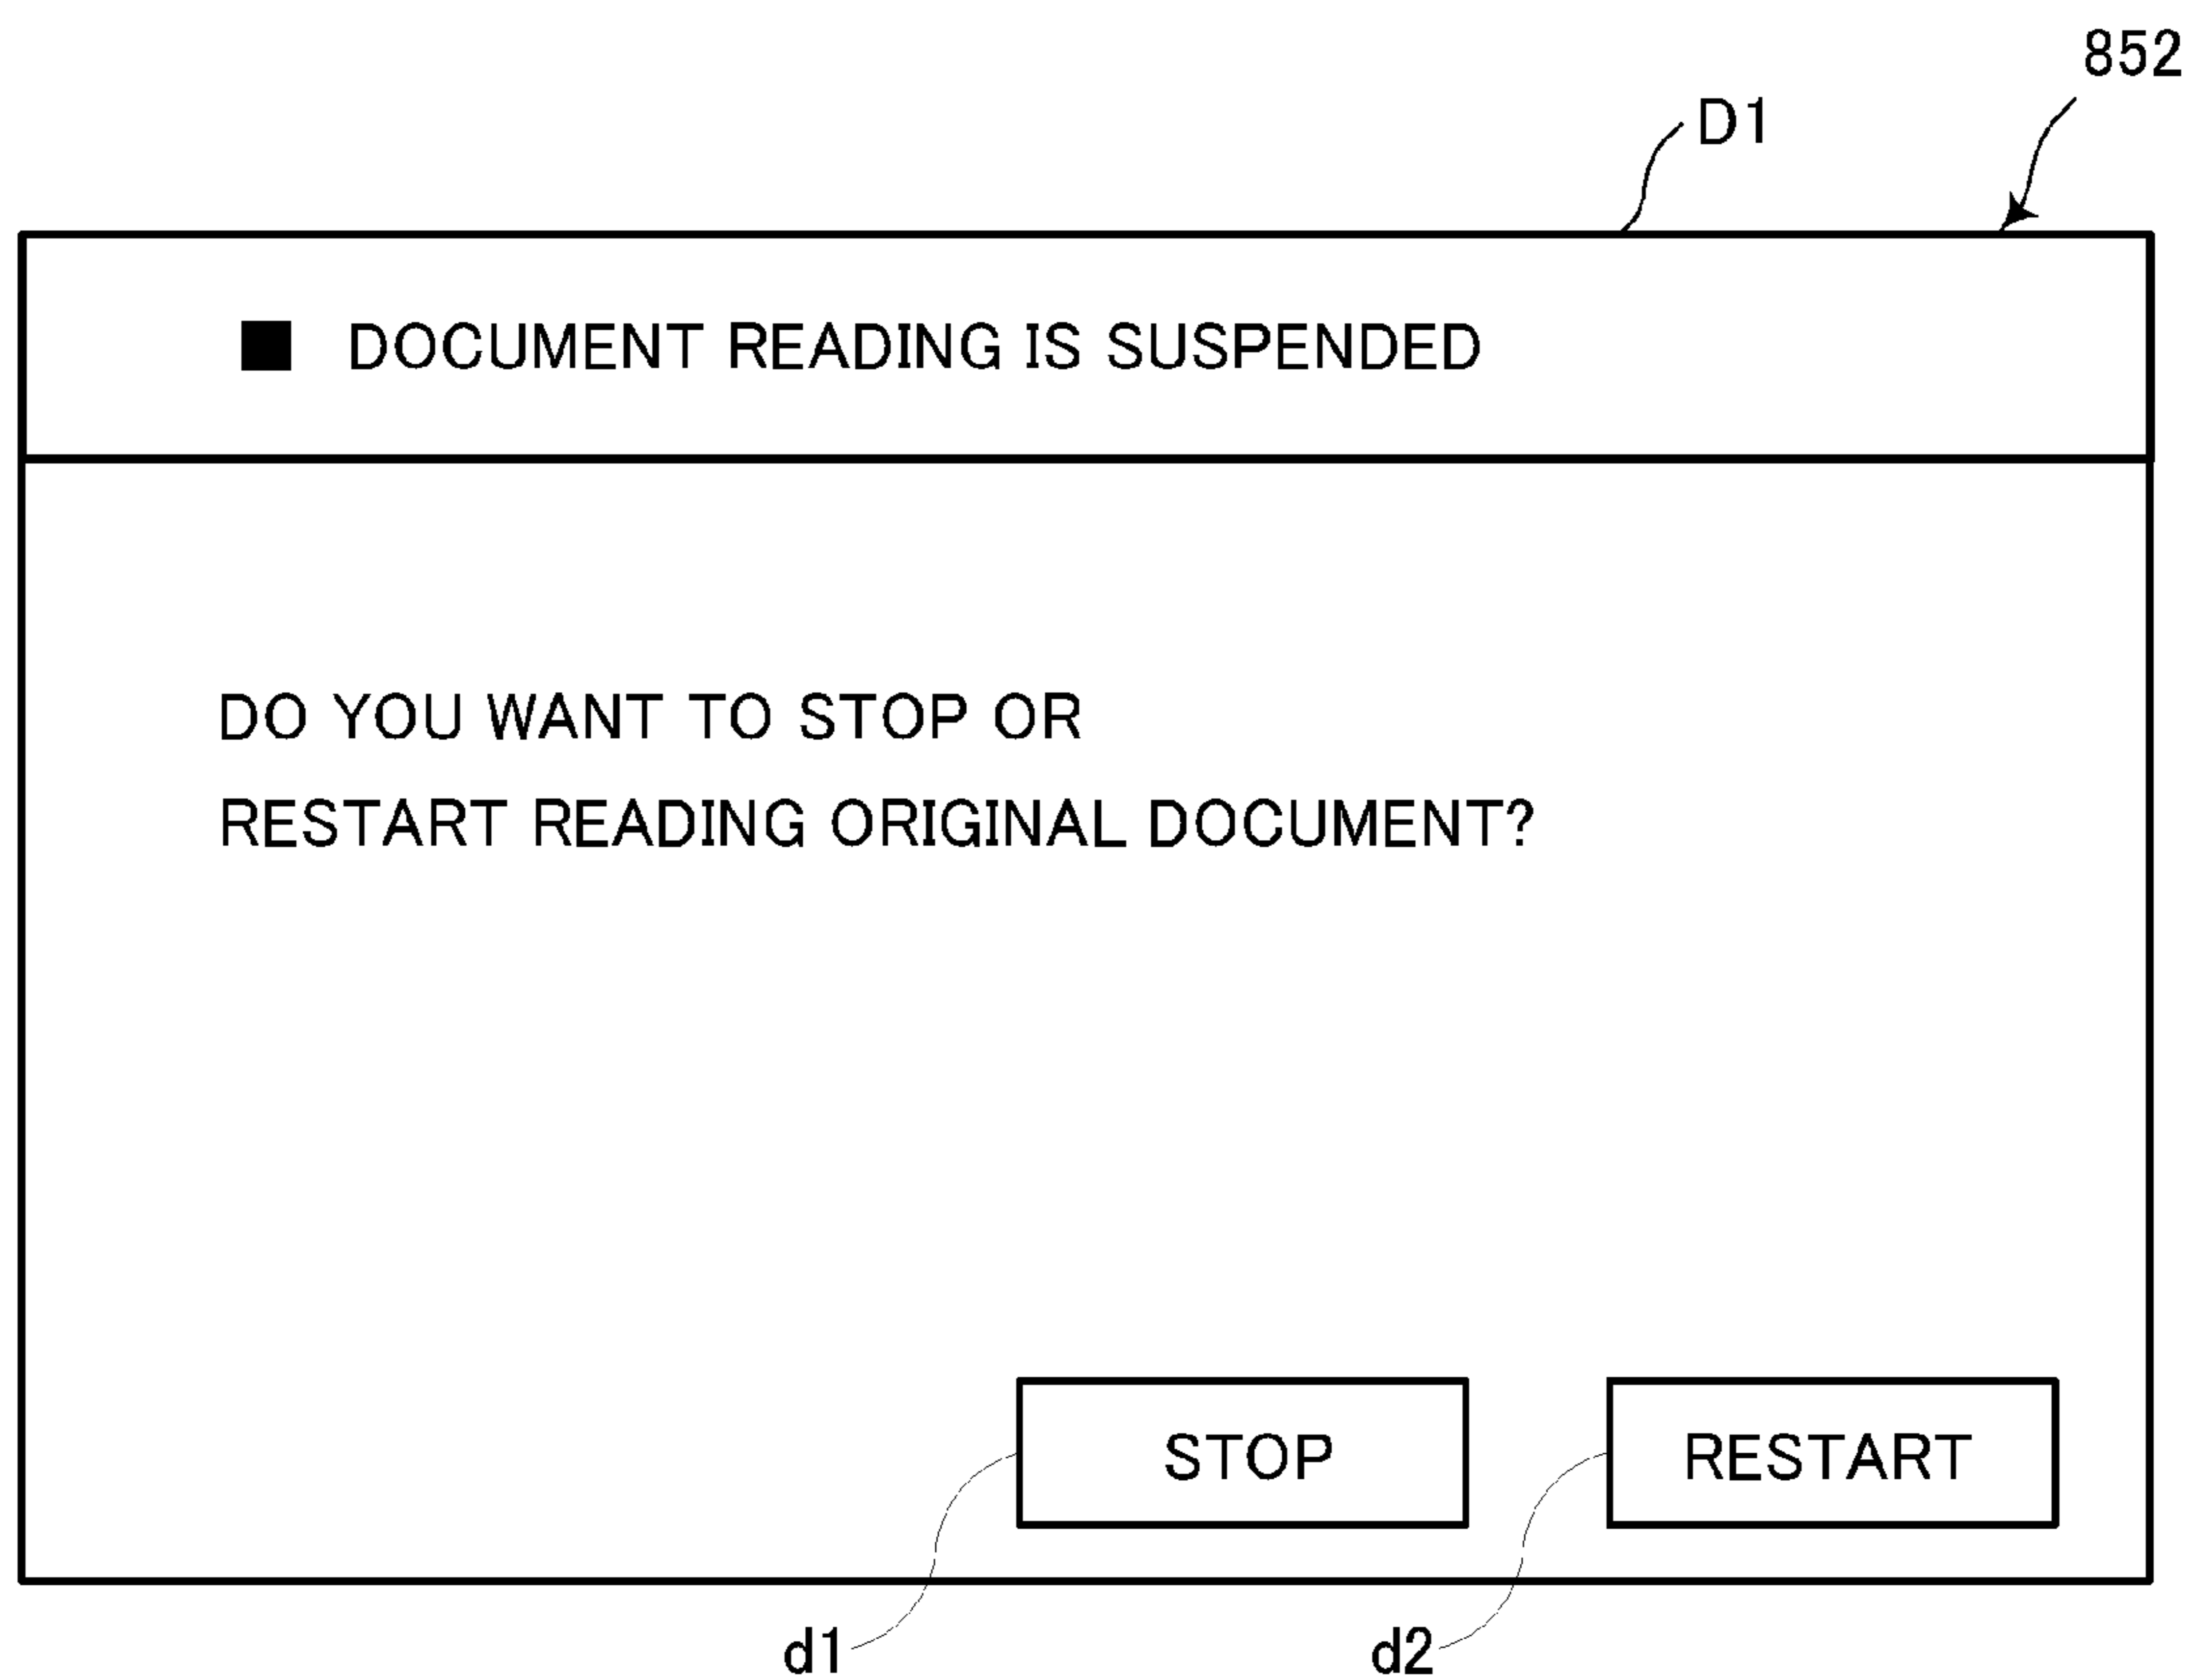 852
D1
■ DOCUMENT READING IS SUSPENDED
DO YOU WANT TO STOP OR
RESTART READING ORIGINAL DOCUMENT?
STOP
RESTART
d1
d2